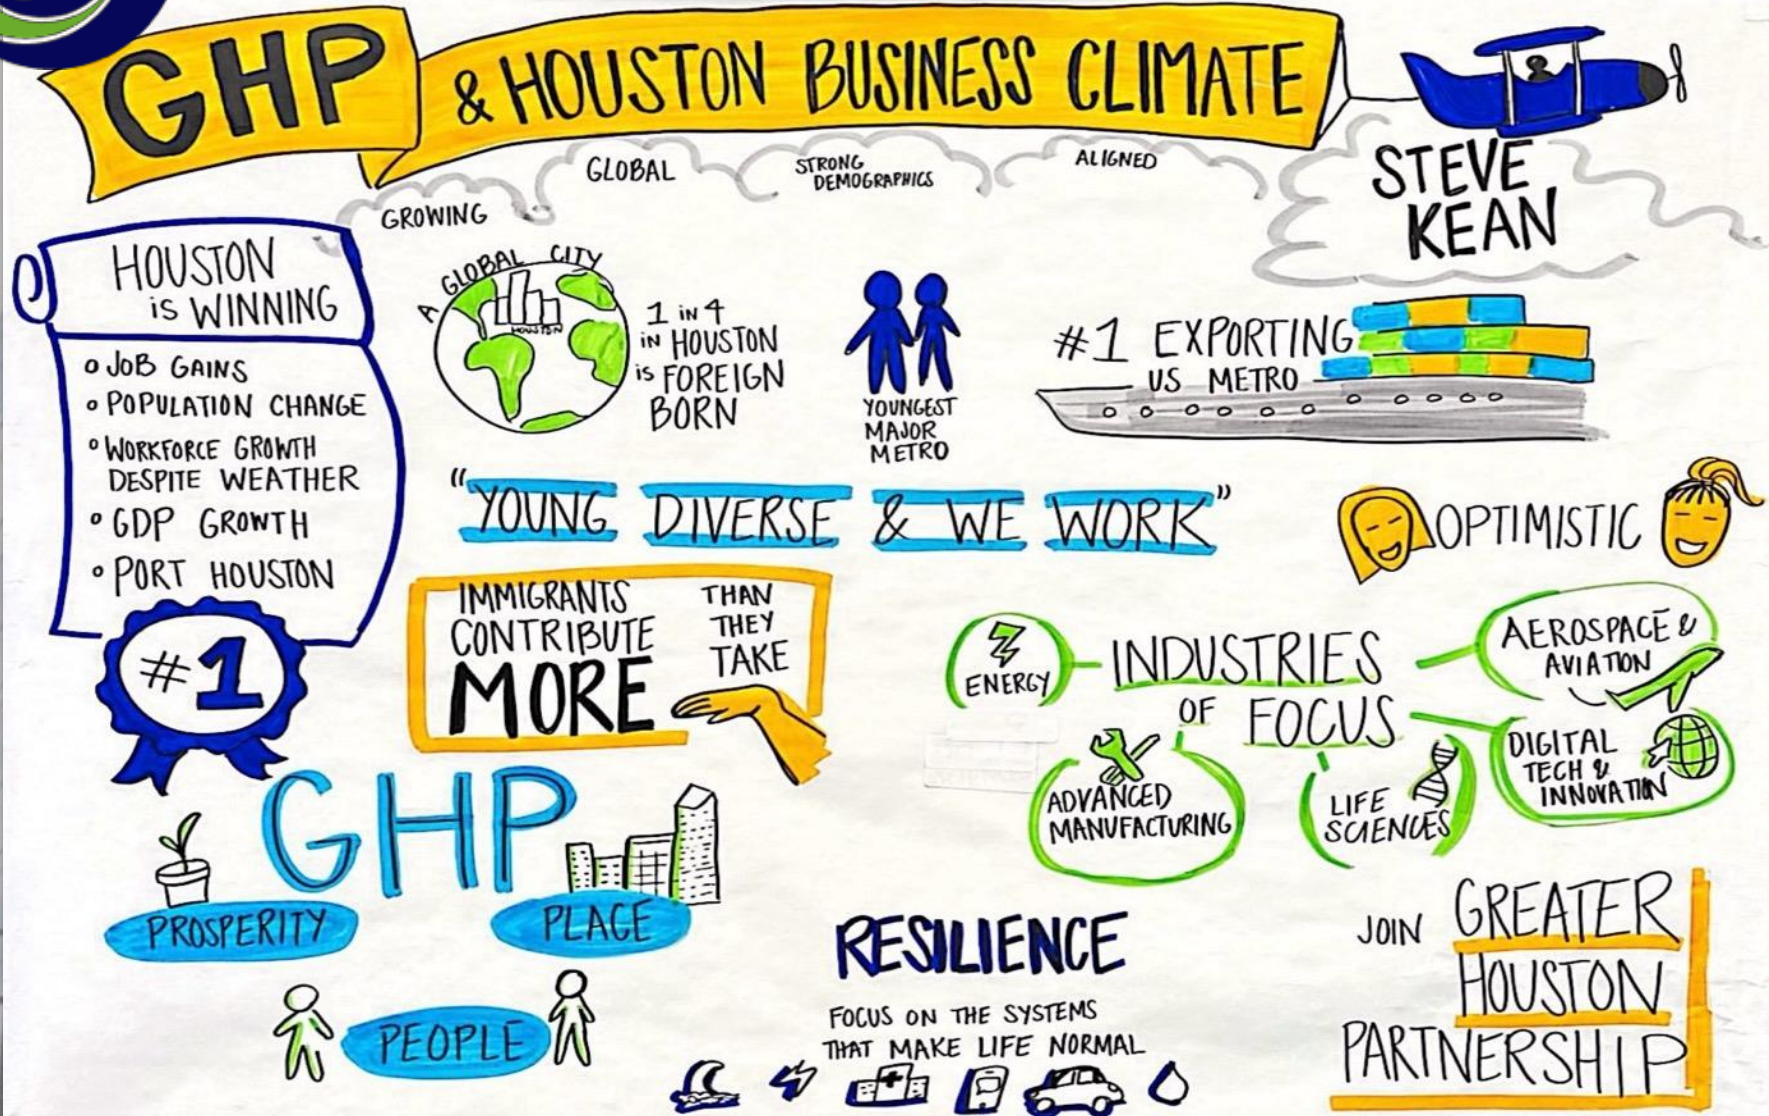 GHP
& HOUSTON BUSINESS CLIMATE
STEVE
KEAN
GROWING
GLOBAL
STRONG
DEMOGRAPHICS
ALIGNED
HOUSTON
is WINNING
JOB GAINS
POPULATION CHANGE
WORKFORCE GROWTH
DESPITE WEATHER
GDP GROWTH
PORT HOUSTON
#1
A GLOBAL CITY
HOUSTON
1 in 4
iN HOUSTON
is FOREIGN
BORN
YOUNGEST
MAJOR
METRO
#1 EXPORTING
US METRO
"YOUNG DIVERSE & WE WORK"
OPTIMISTIC
IMMIGRANTS
CONTRIBUTE
MORE
THAN
THEY
TAKE
INDUSTRIES
OF FOCUS
ENERGY
AEROSPACE &
AVIATION
ADVANCED
MANUFACTURING
LIFE
SCIENCES
DIGITAL
TECH &
INNOVATION
GHP
PROSPERITY
PLACE
PEOPLE
RESILIENCE
FOCUS ON THE SYSTEMS
THAT MAKE LIFE NORMAL
JOIN GREATER
HOUSTON
PARTNERSHIP